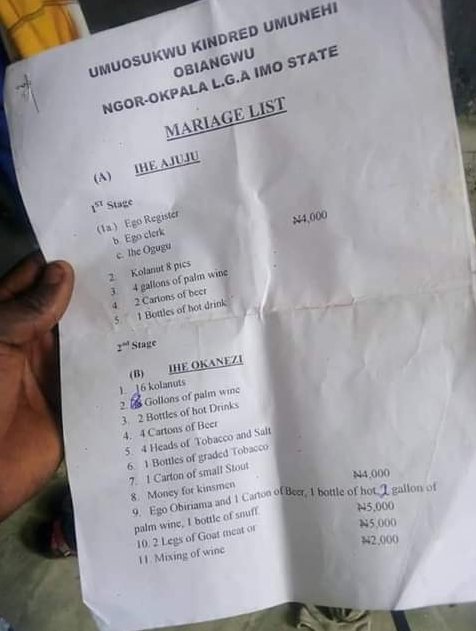 UMUOSUKWU KINDRED UMUNEHI
OBIANGWU
NGOR-OKPALA L.G.A IMO STATE
MARIAGE LIST
(A) IHE AJUJU
1ST Stage
(1a.) Ego Register ₦4,000
b. Ego clerk
c. Ihe Ogugu
2. Kolanut 8 pics
3. 4 gallons of palm wine
4. 2 Cartons of beer
5. 1 Bottles of hot drink
2nd Stage
(B) IHE OKANEZI
1. 16 kolanuts
2. Gollons of palm wine
3. 2 Bottles of hot Drinks
4. 4 Cartons of Beer
5. 4 Heads of Tobacco and Salt
6. 1 Bottles of graded Tobacco
7. 1 Carton of small Stout
8. Money for kinsmen ₦4,000
9. Ego Obiriama and 1 Carton of Beer, 1 bottle of hot, 1 gallon of
palm wine, 1 bottle of snuff ₦5,000
10. 2 Legs of Goat meat or ₦5,000
11. Mixing of wine ₦2,000